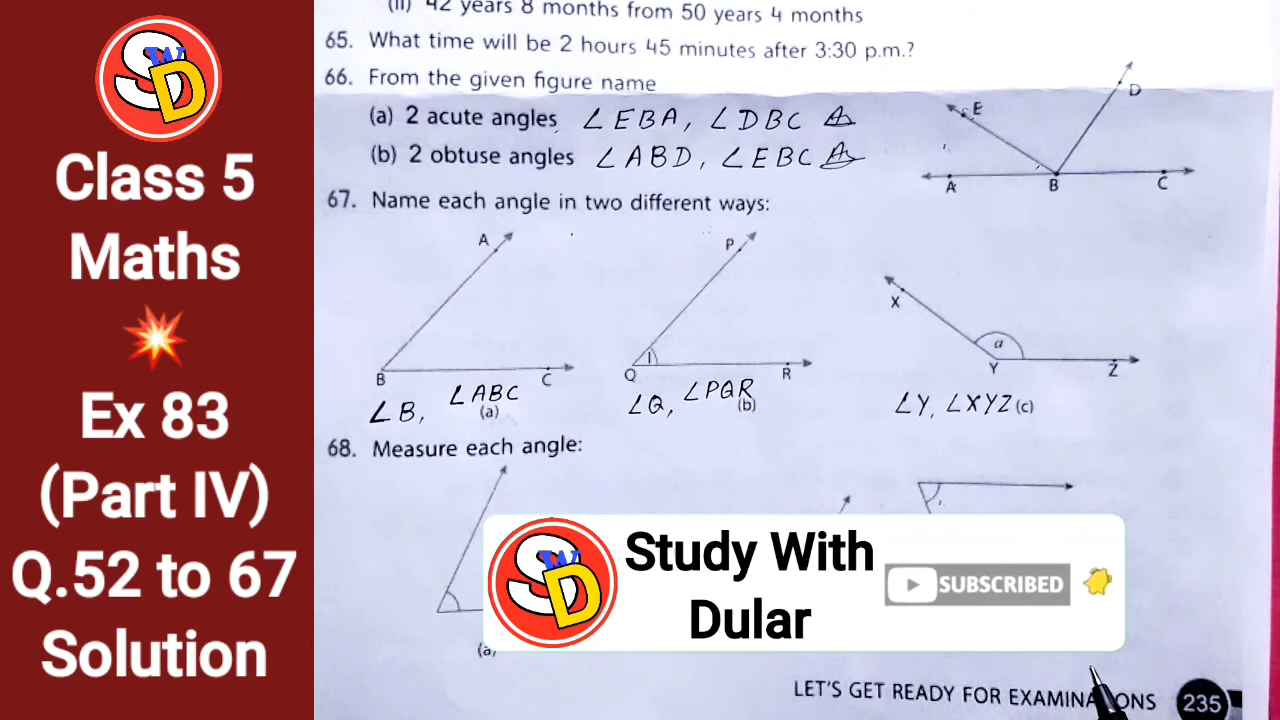 SWD
Class 5
Maths
Ex 83
(Part IV)
Q.52 to 67
Solution
(ii) 42 years 8 months from 50 years 4 months
65. What time will be 2 hours 45 minutes after 3:30 p.m.?
66. From the given figure name
(a) 2 acute angles ∠EBA, ∠DBC
(b) 2 obtuse angles ∠ABD, ∠EBC
E
D
A
B
C
67. Name each angle in two different ways:
A
B
C
∠B, ∠ABC
(a)
P
1
Q
R
∠Q, ∠PQR
(b)
X
a
Y
Z
∠Y, ∠XYZ (c)
68. Measure each angle:
(a)
SWD
Study With
Dular
SUBSCRIBED
LET'S GET READY FOR EXAMINATIONS 235